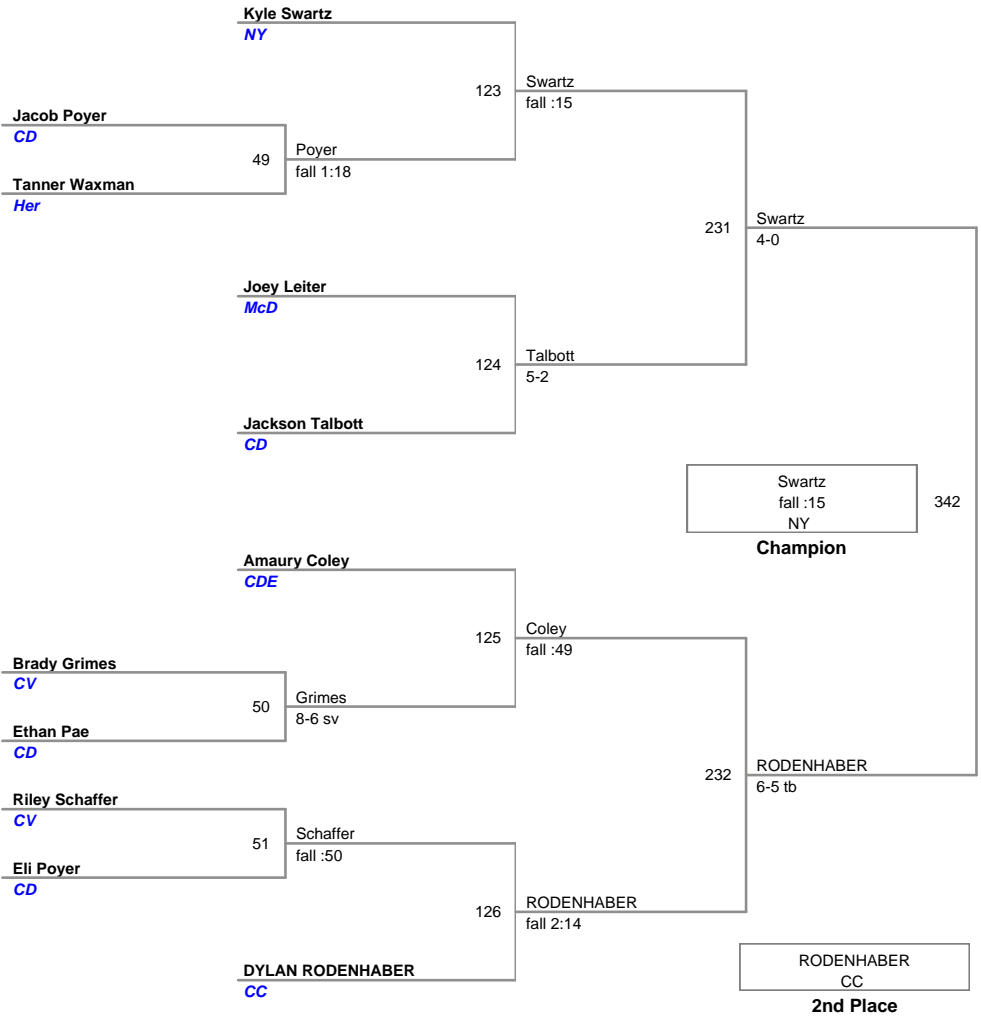 Kyle Swartz
NY
123
Swartz
fall :15
Jacob Poyer
CD
49
Poyer
fall 1:18
Tanner Waxman
Her
231
Swartz
4-0
Joey Leiter
McD
124
Talbott
5-2
Jackson Talbott
CD
Swartz
fall :15
NY
342
Champion
Amaury Coley
CDE
125
Coley
fall :49
Brady Grimes
CV
50
Grimes
8-6 sv
Ethan Pae
CD
232
RODENHABER
6-5 tb
Riley Schaffer
CV
51
Schaffer
fall :50
Eli Poyer
CD
126
RODENHABER
fall 2:14
DYLAN RODENHABER
CC
RODENHABER
CC
2nd Place